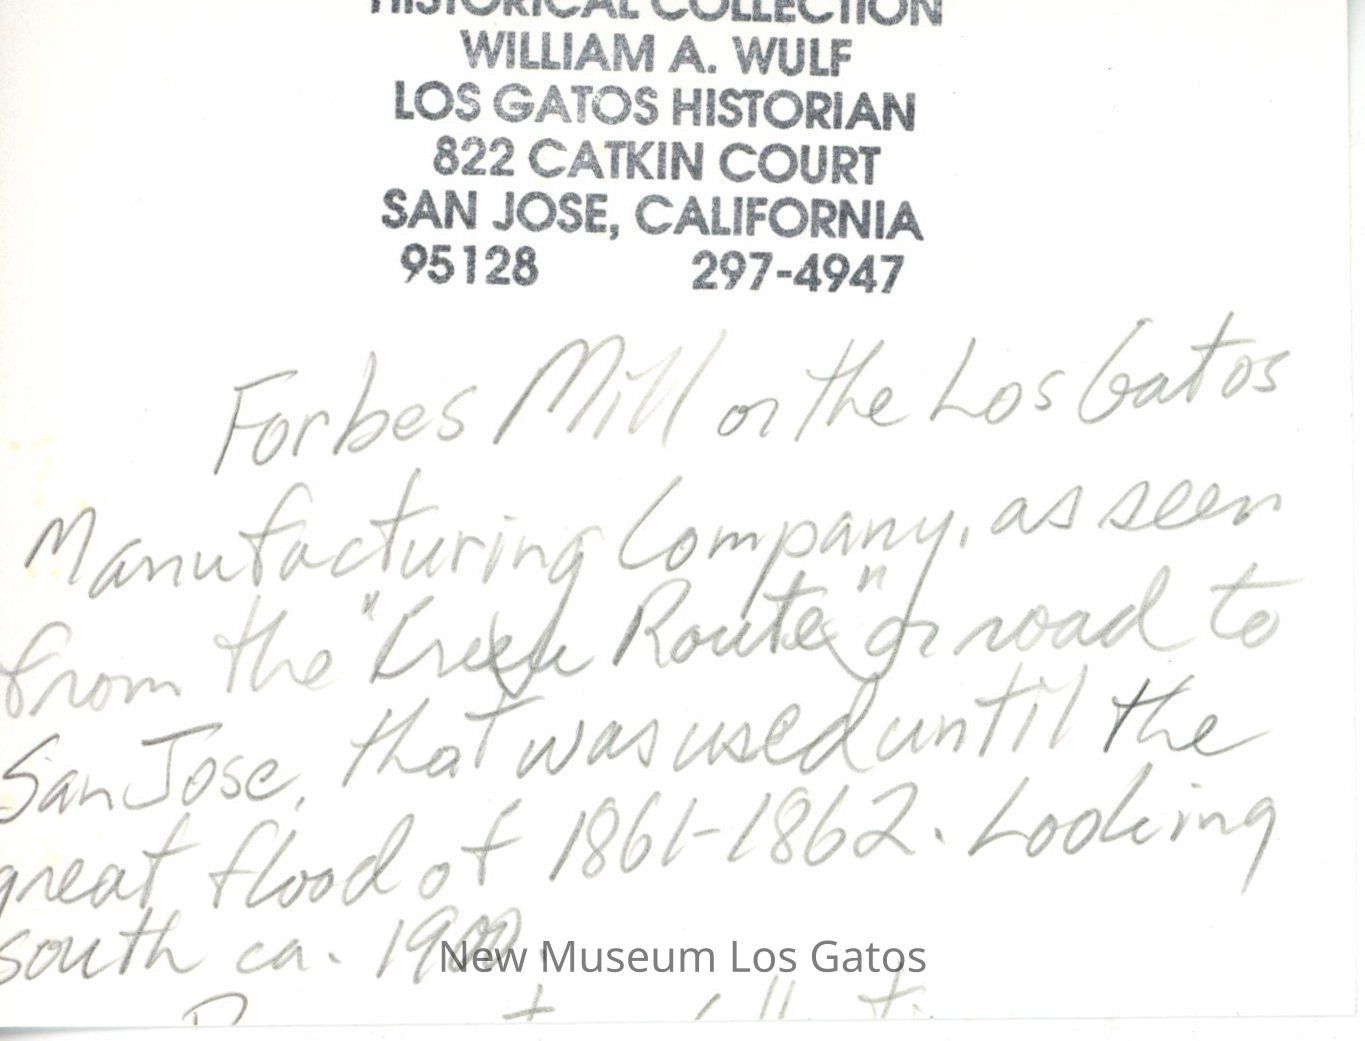 HISTORICAL COLLECTION
WILLIAM A. WULF
LOS GATOS HISTORIAN
822 CATKIN COURT
SAN JOSE, CALIFORNIA
95128 297-4947
Forbes Mill or the Los Gatos
Manufacturing Company, as seen
from the "Creek Route" or road to
San Jose, that was used until the
great flood of 1861-1862. Looking
south ca. 1900.
New Museum Los Gatos